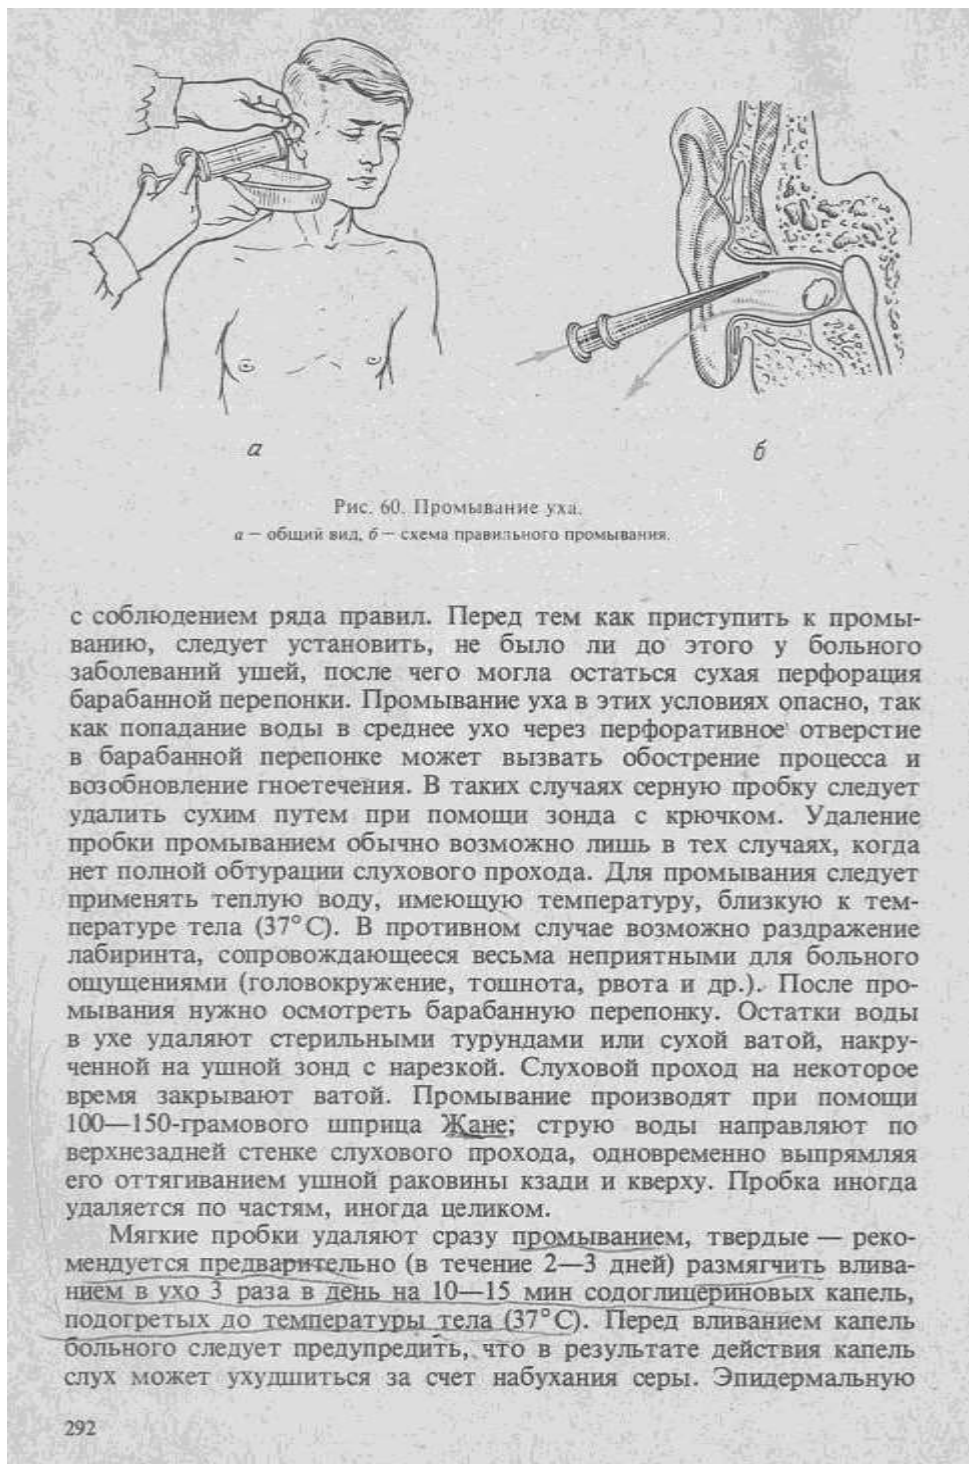 а
б
Рис. 60. Промывание уха.
а — общий вид, б — схема правильного промывания.
с соблюдением ряда правил. Перед тем как приступить к промы-
ванию, следует установить, не было ли до этого у больного
заболеваний ушей, после чего могла остаться сухая перфорация
барабанной перепонки. Промывание уха в этих условиях опасно, так
как попадание воды в среднее ухо через перфоративное отверстие
в барабанной перепонке может вызвать обострение процесса и
возобновление гноетечения. В таких случаях серную пробку следует
удалить сухим путем при помощи зонда с крючком. Удаление
пробки промыванием обычно возможно лишь в тех случаях, когда
нет полной обтурации слухового прохода. Для промывания следует
применять теплую воду, имеющую температуру, близкую к тем-
пературе тела (37°С). В противном случае возможно раздражение
лабиринта, сопровождающееся весьма неприятными для больного
ощущениями (головокружение, тошнота, рвота и др.). После про-
мывания нужно осмотреть барабанную перепонку. Остатки воды
в ухе удаляют стерильными турундами или сухой ватой, накру-
ченной на ушной зонд с нарезкой. Слуховой проход на некоторое
время закрывают ватой. Промывание производят при помощи
100—150-грамового шприца Жане; струю воды направляют по
верхнезадней стенке слухового прохода, одновременно выпрямляя
его оттягиванием ушной раковины кзади и кверху. Пробка иногда
удаляется по частям, иногда целиком.
Мягкие пробки удаляют сразу промыванием, твердые — реко-
мендуется предварительно (в течение 2—3 дней) размягчить влива-
нием в ухо 3 раза в день на 10—15 мин содоглицериновых капель,
подогретых до температуры тела (37°С). Перед вливанием капель
больного следует предупредить, что в результате действия капель
слух может ухудшиться за счет набухания серы. Эпидермальную
292